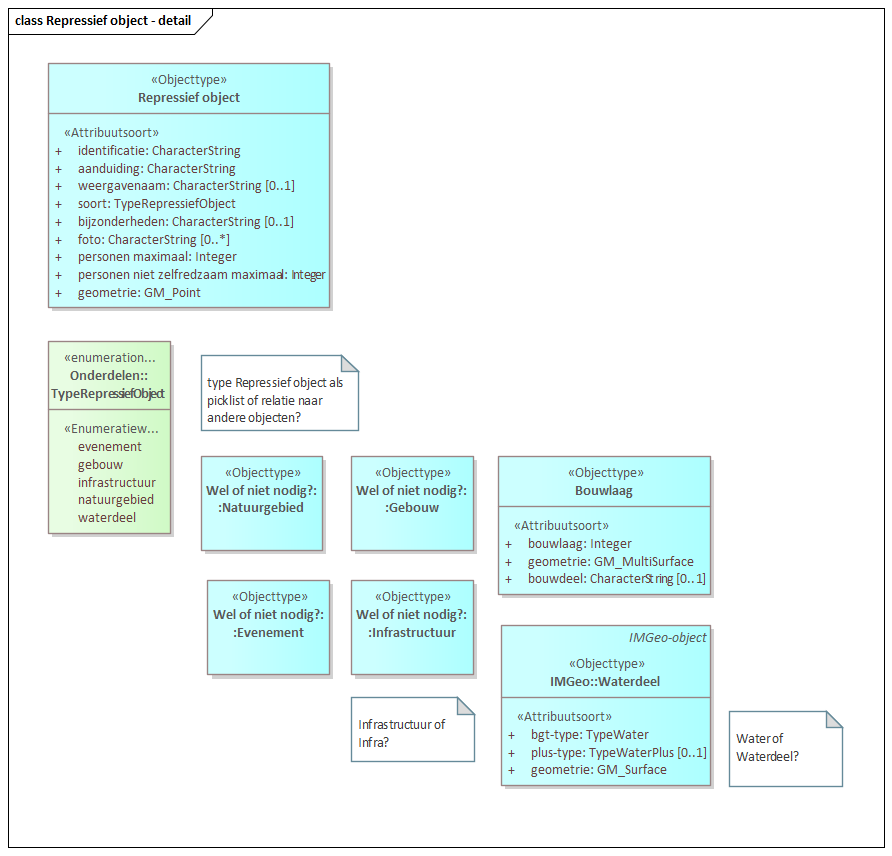 class Repressief object - detail
«Objecttype»
Repressief object
«Attribuutsoort»
+ identificatie: CharacterString
+ aanduiding: CharacterString
+ weergavenaam: CharacterString [0..1]
+ soort: TypeRepressiefObject
+ bijzonderheden: CharacterString [0..1]
+ foto: CharacterString [0..*]
+ personen maximaal: Integer
+ personen niet zelfredzaam maximaal: Integer
+ geometrie: GM_Point
«enumeration...
Onderdelen::
TypeRepressiefObject
«Enumeratiew...
evenement
gebouw
infrastructuur
natuurgebied
waterdeel
type Repressief object als
picklist of relatie naar
andere objecten?
«Objecttype»
Wel of niet nodig?:
:Natuurgebied
«Objecttype»
Wel of niet nodig?:
:Gebouw
«Objecttype»
Bouwlaag
«Attribuutsoort»
+ bouwlaag: Integer
+ geometrie: GM_MultiSurface
+ bouwdeel: CharacterString [0..1]
«Objecttype»
Wel of niet nodig?:
:Evenement
«Objecttype»
Wel of niet nodig?:
:Infrastructuur
IMGeo-object
«Objecttype»
IMGeo::Waterdeel
«Attribuutsoort»
+ bgt-type: TypeWater
+ plus-type: TypeWaterPlus [0..1]
+ geometrie: GM_Surface
Infrastructuur of
Infra?
Water of
Waterdeel?